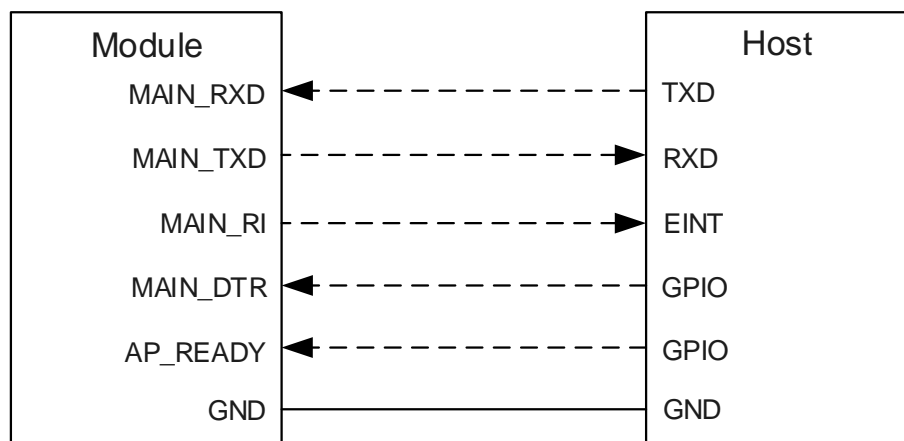 Module
Host
MAIN_RXD
TXD
MAIN_TXD
RXD
MAIN_RI
EINT
MAIN_DTR
GPIO
AP_READY
GPIO
GND
GND